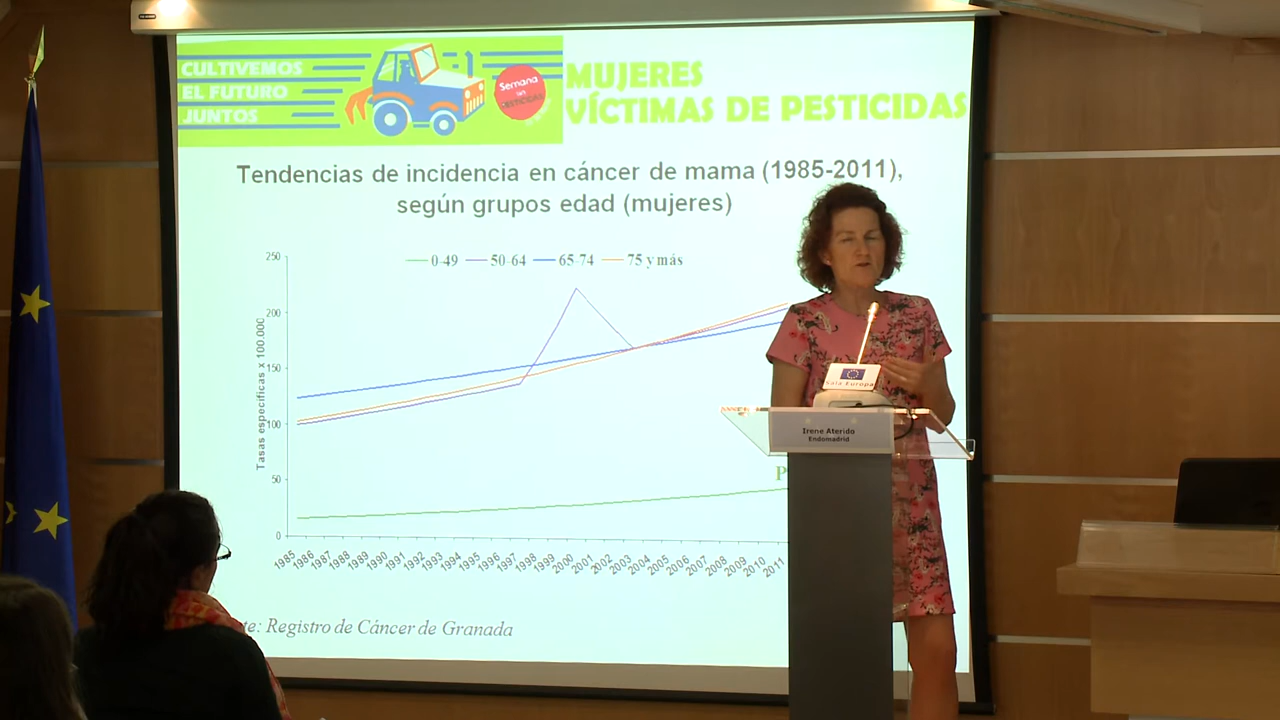 CULTIVEMOS
EL FUTURO
JUNTOS
Semana
sin
PESTICIDAS
MUJERES
VÍCTIMAS DE PESTICIDAS
Tendencias de incidencia en cáncer de mama (1985-2011),
según grupos edad (mujeres)
0-49 50-64 65-74 75 y más
Tasas específicas x 100.000
250
200
150
100
50
0
1985 1986 1987 1988 1989 1990 1991 1992 1993 1994 1995 1996 1997 1998 1999 2000 2001 2002 2003 2004 2005 2006 2007 2008 2009 2010 2011
P
te: Registro de Cáncer de Granada
Sala Europa
Irene Aterido
Endomadrid